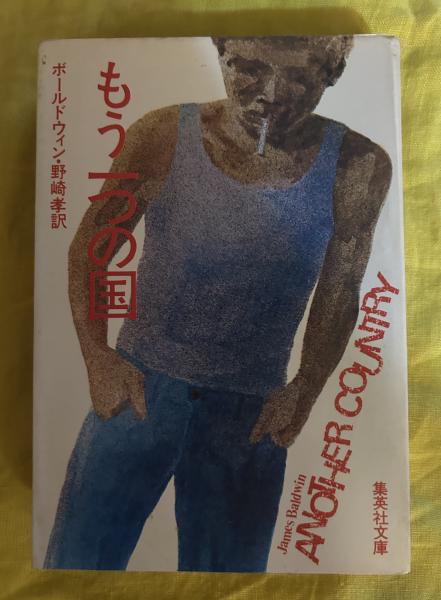 もう一つの国
ボールドウィン・野崎孝訳
James Baldwin
ANOTHER COUNTRY
集英社文庫